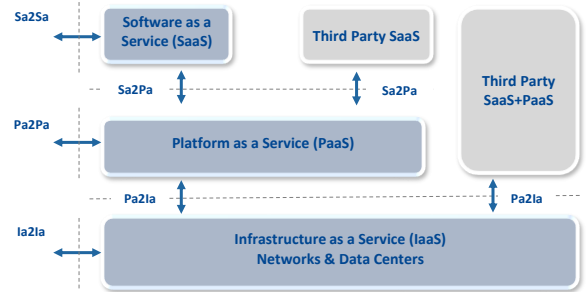 Sa2Sa
Software as a
Service (SaaS)
Third Party SaaS
Third Party
SaaS+PaaS
Sa2Pa
Sa2Pa
Pa2Pa
Platform as a Service (PaaS)
Pa2Ia
Pa2Ia
Ia2Ia
Infrastructure as a Service (IaaS)
Networks & Data Centers